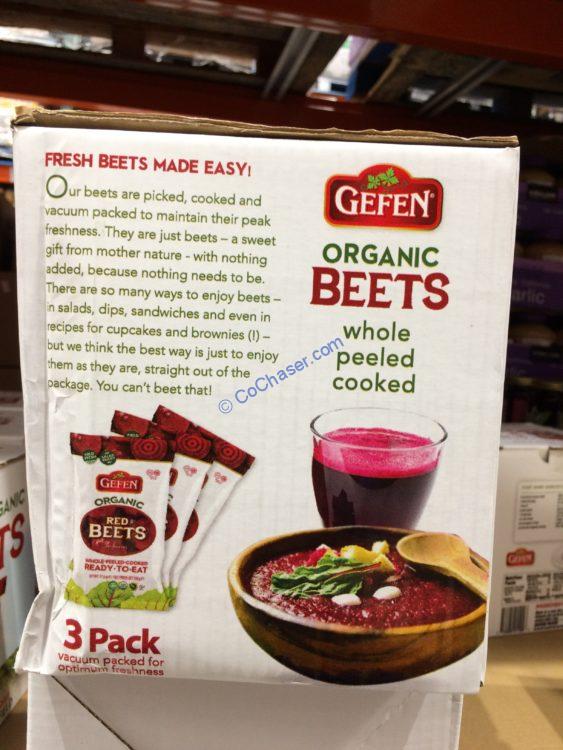 FRESH BEETS MADE EASY!
Our beets are picked, cooked and
vacuum packed to maintain their peak
freshness. They are just beets – a sweet
gift from mother nature - with nothing
added, because nothing needs to be.
There are so many ways to enjoy beets –
in salads, dips, sandwiches and even in
recipes for cupcakes and brownies (!) –
but we think the best way is just to enjoy
them as they are, straight out of the
package. You can't beet that!
GEFEN®
ORGANIC
BEETS
whole
peeled
cooked
© CoChaser.com
GEFEN
ORGANIC
RED
BEETS
WHOLE•PEELED•COOKED
READY-TO-EAT
3 Pack
vacuum packed for
optimum freshness
GEFEN